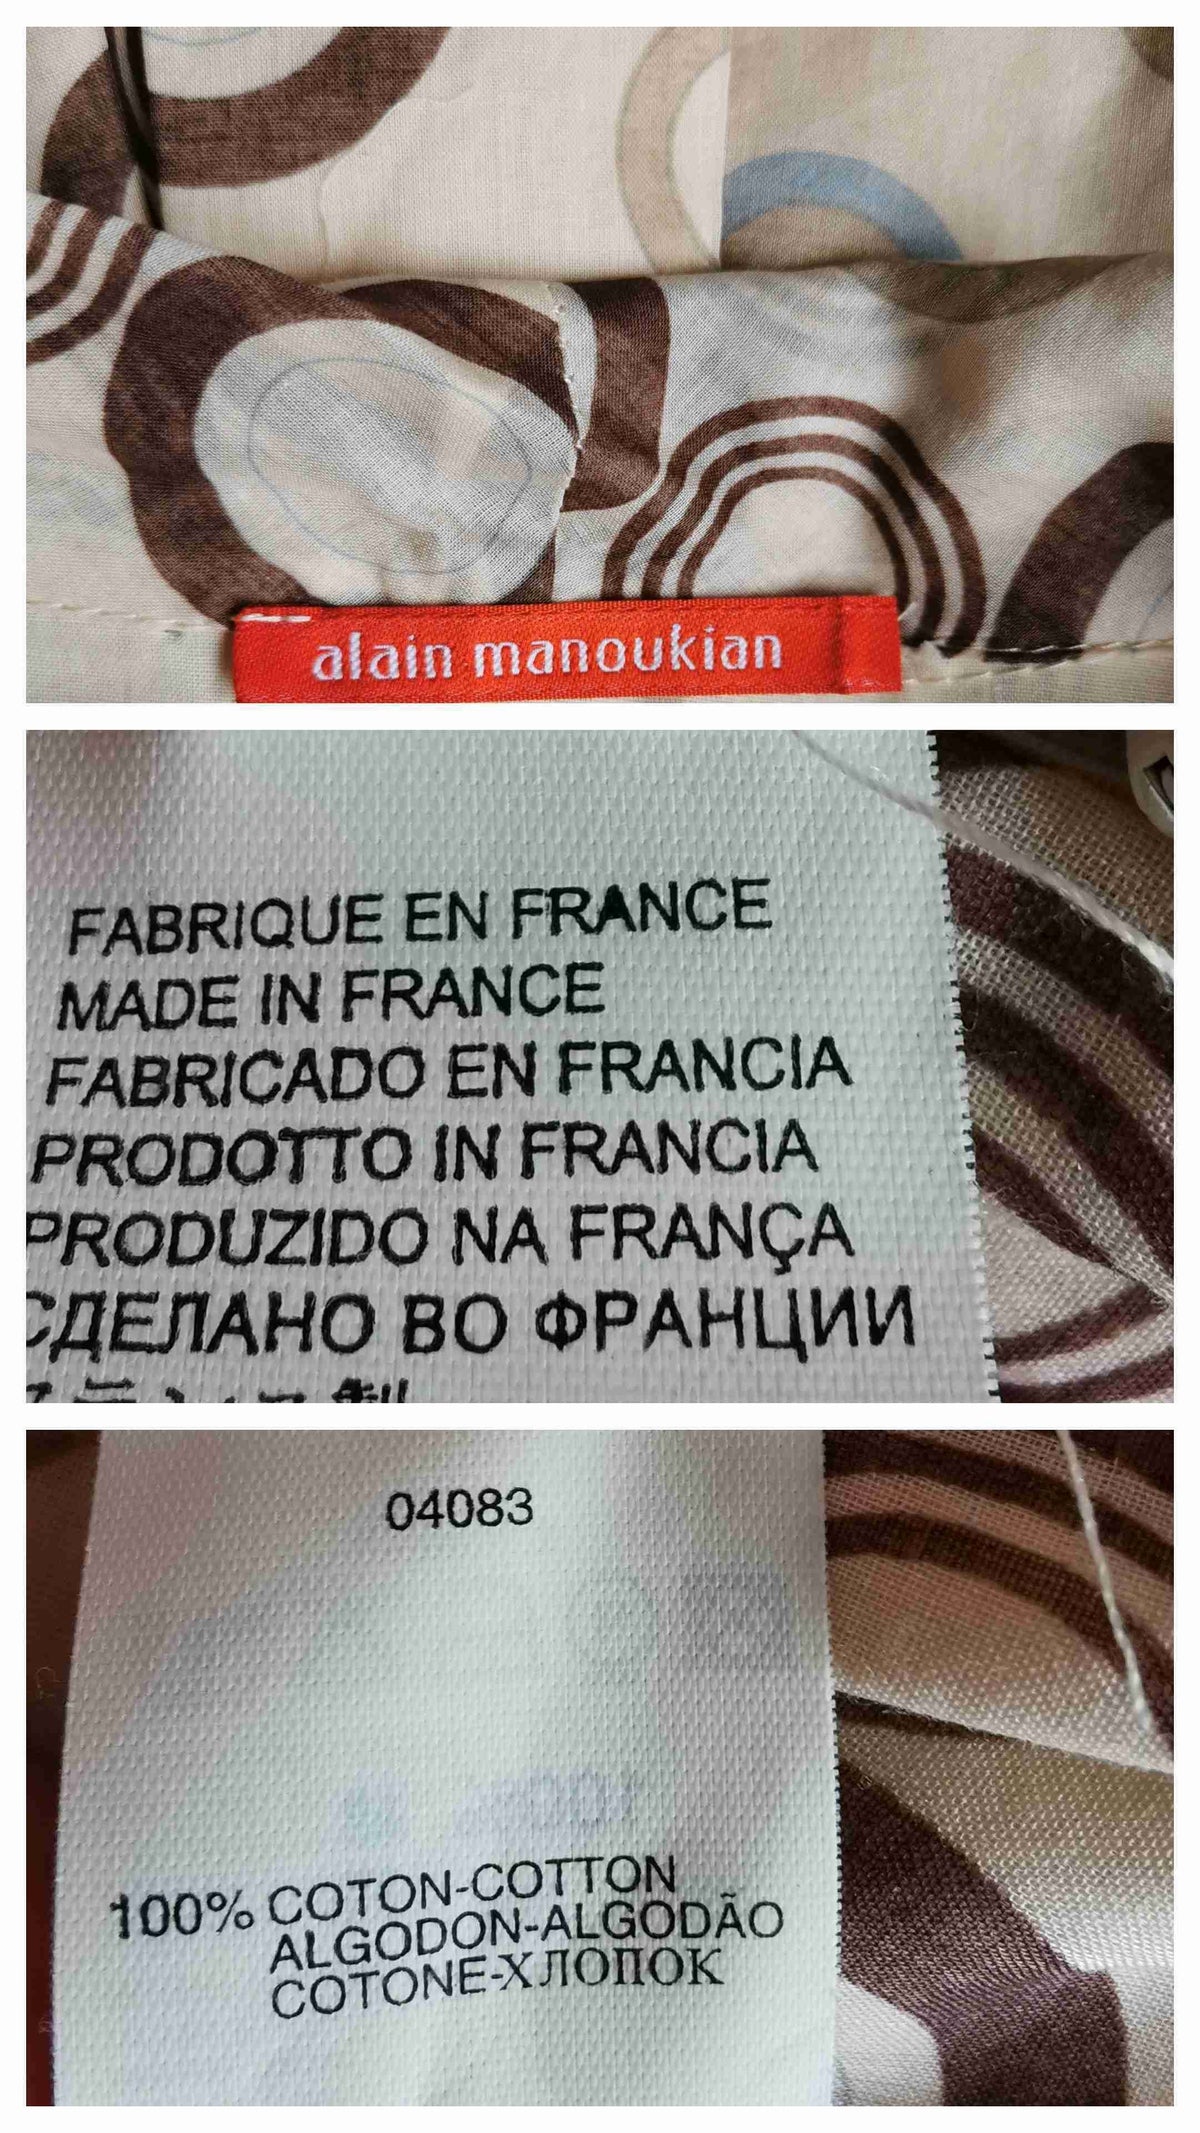 alain manoukian
FABRIQUE EN FRANCE
MADE IN FRANCE
FABRICADO EN FRANCIA
PRODOTTO IN FRANCIA
PRODUZIDO NA FRANÇA
СДЕЛАНО ВО ФРАНЦИИ
04083
100% COTON-COTTON
ALGODON-ALGODÃO
COTONE-ХЛОПОК